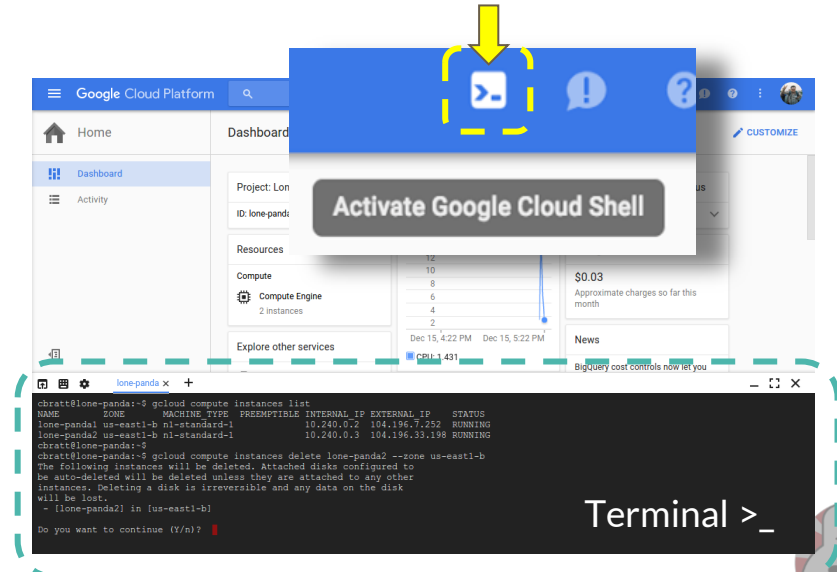 Google Cloud Platform
>_
Activate Google Cloud Shell
Home
Dashboard
CUSTOMIZE
Dashboard
Activity
Project: Lon
us
ID: lone-panda
Resources
Compute
Compute Engine
2 instances
Explore other services
12
10
8
6
4
2
Dec 15, 4:22 PM Dec 15, 5:22 PM
CPU: 1.431
$0.03
Approximate charges so far this
month
News
BigQuery cost controls now let you
lone-panda x +
cbratt@lone-panda:~$ gcloud compute instances list
NAME ZONE MACHINE_TYPE PREEMPTIBLE INTERNAL_IP EXTERNAL_IP STATUS
lone-panda1 us-east1-b n1-standard-1 10.240.0.2 104.196.7.252 RUNNING
lone-panda2 us-east1-b n1-standard-1 10.240.0.3 104.196.33.198 RUNNING
cbratt@lone-panda:~$
cbratt@lone-panda:~$ gcloud compute instances delete lone-panda2 --zone us-east1-b
The following instances will be deleted. Attached disks configured to
be auto-deleted will be deleted unless they are attached to any other
instances. Deleting a disk is irreversible and any data on the disk
will be lost.
- [lone-panda2] in [us-east1-b]
Do you want to continue (Y/n)?
Terminal >_